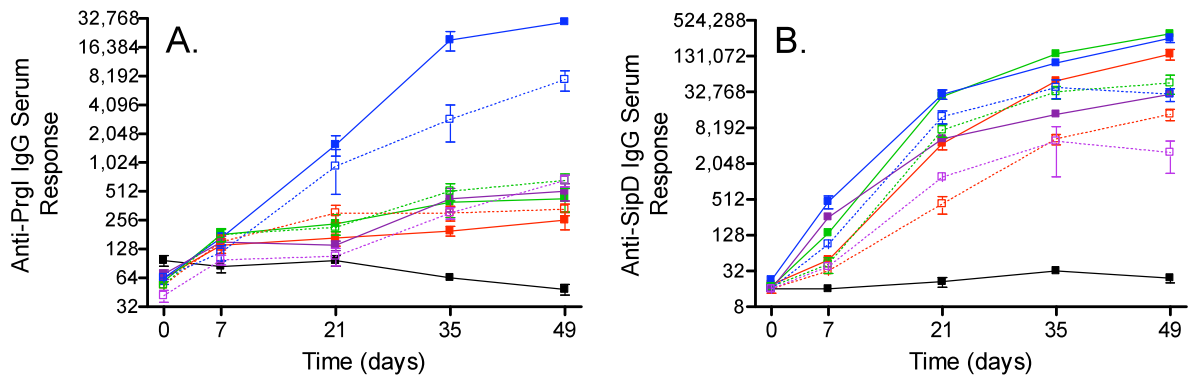 A.
Anti-PrgI IgG Serum
Response
32,768
16,384
8,192
4,096
2,048
1,024
512
256
128
64
32
0 7 21 35 49
Time (days)
B.
Anti-SipD IgG Serum
Response
524,288
131,072
32,768
8,192
2,048
512
128
32
8
0 7 21 35 49
Time (days)